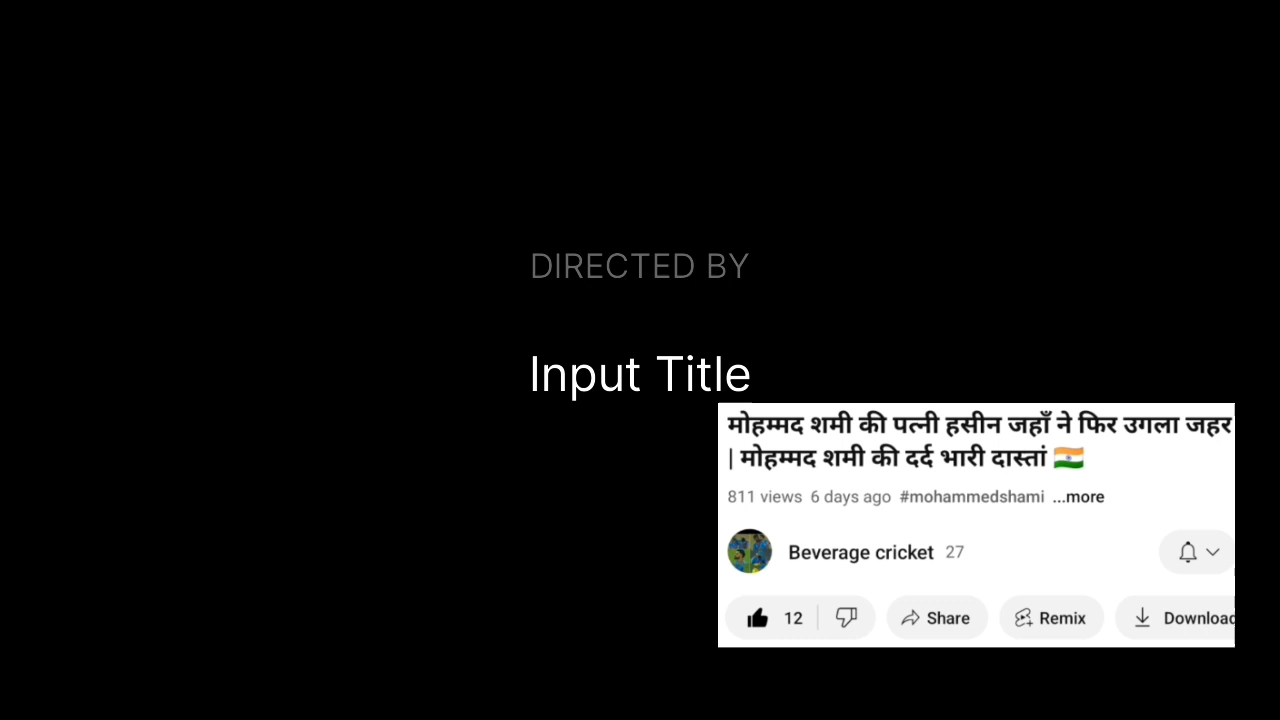 DIRECTED BY
Input Title
मोहम्मद शमी की पत्नी हसीन जहाँ ने फिर उगला जहर
| मोहम्मद शमी की दर्द भारी दास्तां 🇮🇳
811 views 6 days ago #mohammedshami ...more
Beverage cricket 27
12 Share Remix Download